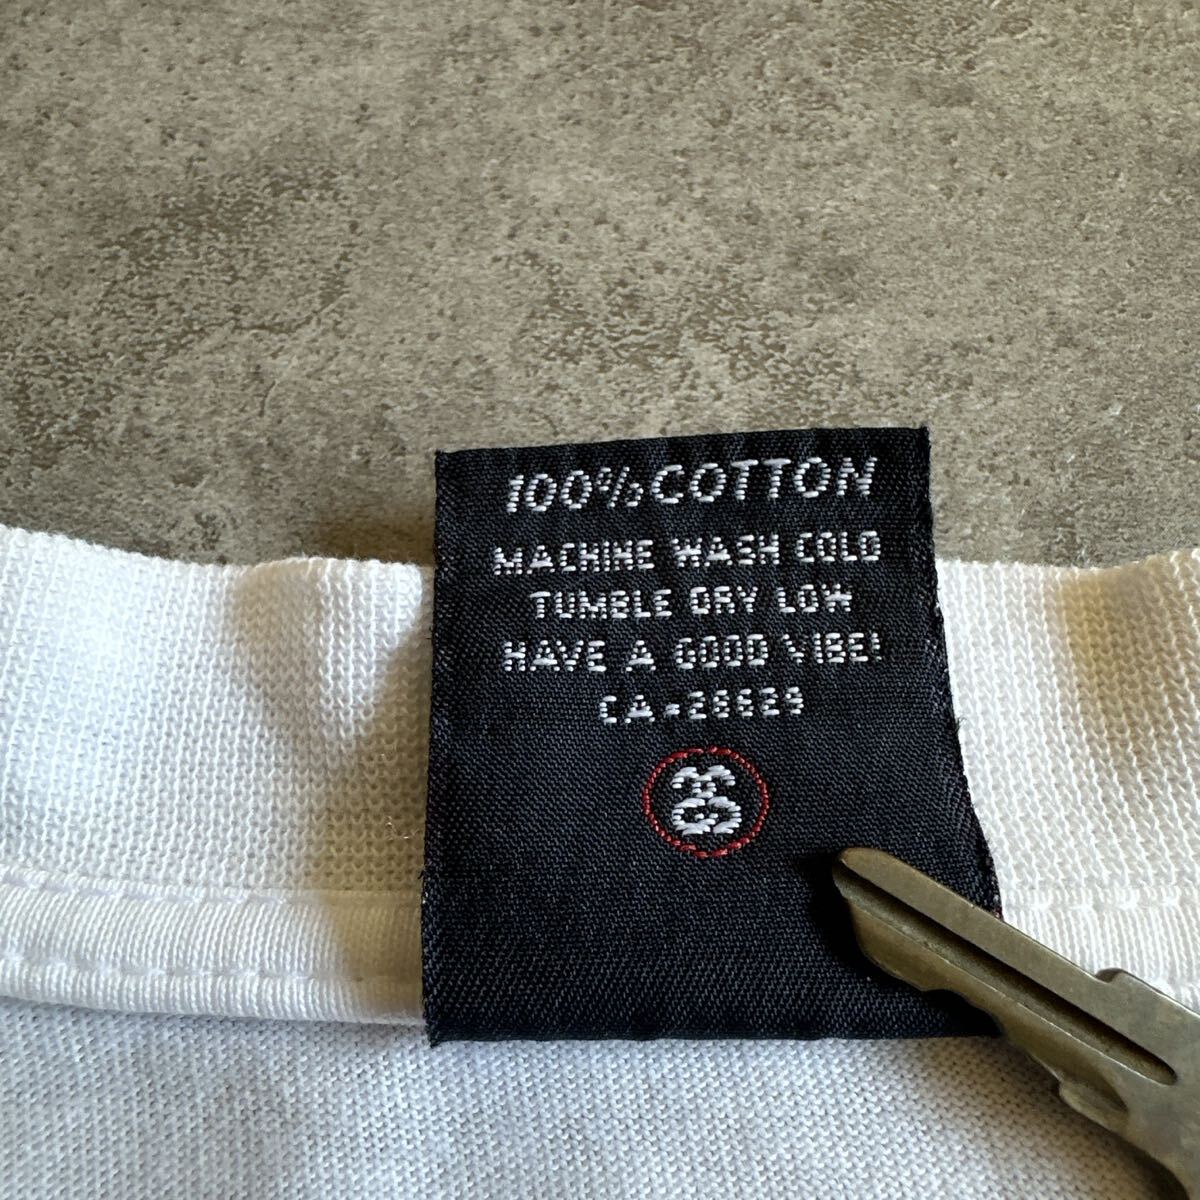 100% COTTON
MACHINE WASH COLD
TUMBLE DRY LOW
HAVE A GOOD VIBE!
CA-28629